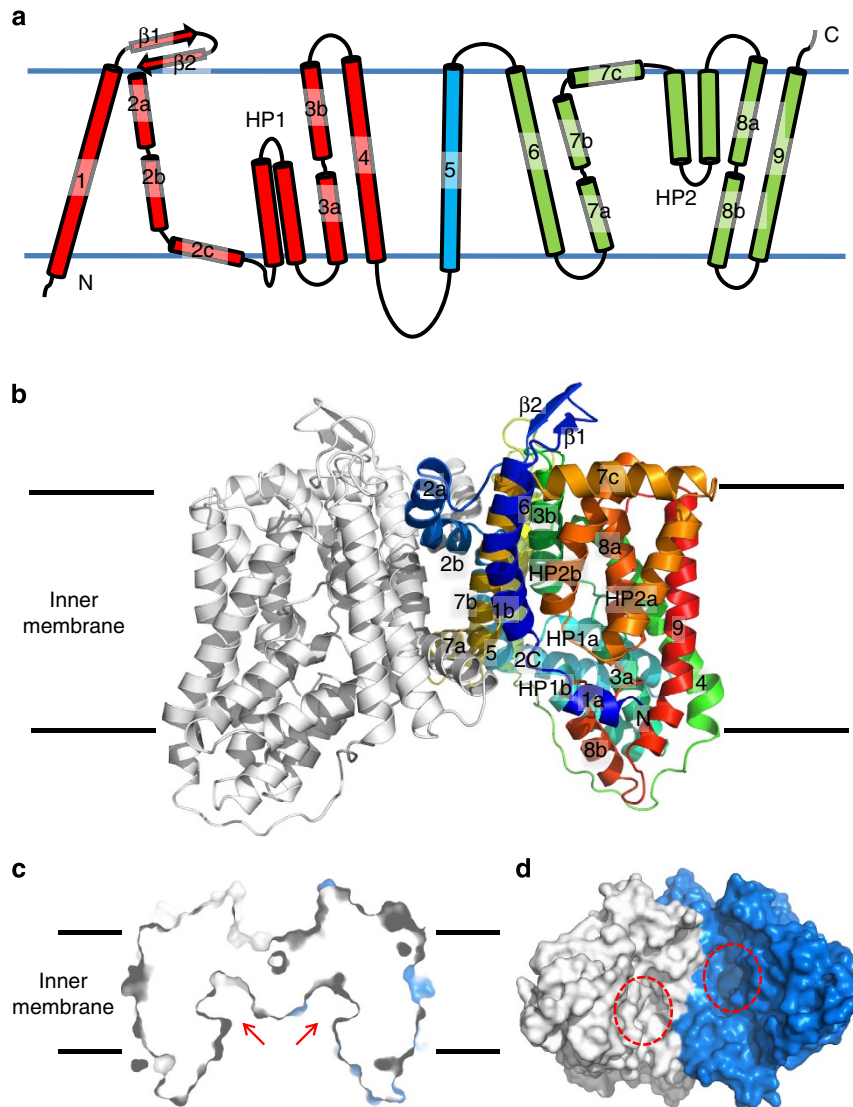 a
β1
β2
C
2a
HP1
3b
7c
8a
1
2b
4
5
6
7b
9
3a
7a
HP2
8b
2c
N
b
β2
β1
2a
6
3b
7c
2b
8a
HP2b
7b
1b
HP2a
Inner
membrane
HP1a
9
7a
5
2C
3a
4
HP1b
1a
N
8b
c
d
Inner
membrane